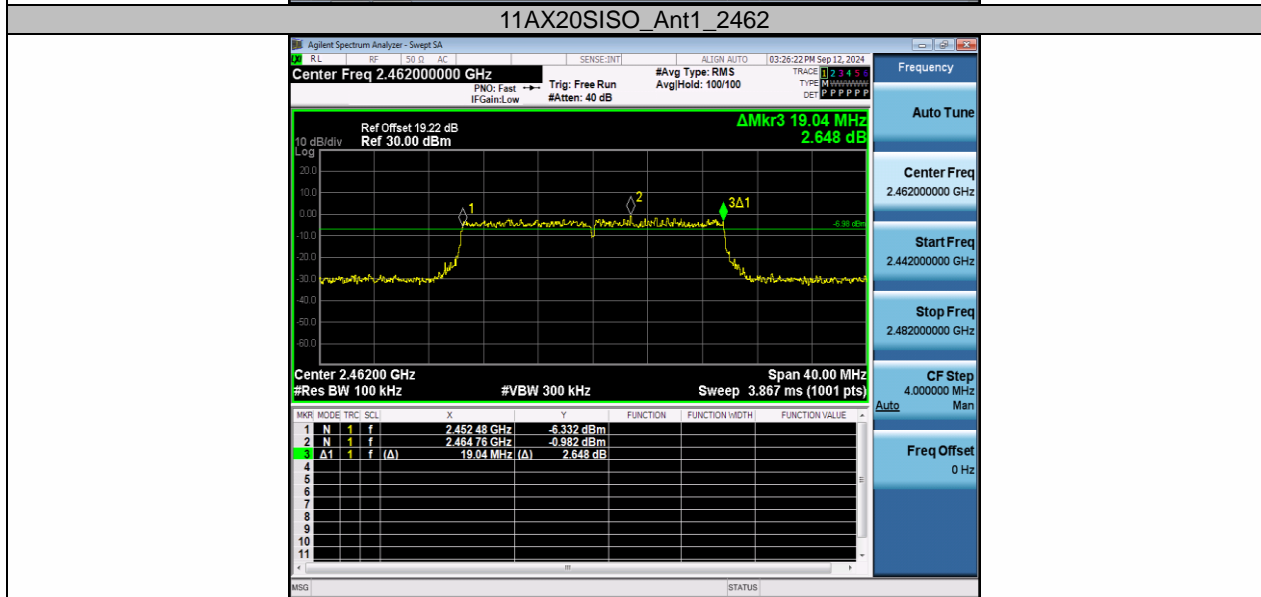 11AX20SISO_Ant1_2462
Agilent Spectrum Analyzer - Swept SA
RL RF 50 Ω AC SENSE:INT ALIGN AUTO 03:26:22 PM Sep 12, 2024
Center Freq 2.462000000 GHz
#Avg Type: RMS
TRACE 1 2 3 4 5 6
PNO: Fast
Trig: Free Run
Avg|Hold: 100/100
TYPE M WWWWW
IFGain:Low
#Atten: 40 dB
DET P P P P P P
Frequency
Auto Tune
ΔMkr3 19.04 MHz
2.648 dB
Ref Offset 19.22 dB
10 dB/div Ref 30.00 dBm
Log
20.0
10.0
0.00
-10.0
-20.0
-30.0
-40.0
-50.0
-60.0
1
2
3Δ1
-6.98 dBm
Center Freq
2.462000000 GHz
Start Freq
2.442000000 GHz
Stop Freq
2.482000000 GHz
Center 2.46200 GHz Span 40.00 MHz
#Res BW 100 kHz #VBW 300 kHz Sweep 3.867 ms (1001 pts)
CF Step
4.000000 MHz
Auto Man
Freq Offset
0 Hz
MKR MODE TRC SCL X Y FUNCTION FUNCTION WIDTH FUNCTION VALUE
1 N 1 f 2.452 48 GHz -6.332 dBm
2 N 1 f 2.464 76 GHz -0.982 dBm
3 Δ1 1 f (Δ) 19.04 MHz (Δ) 2.648 dB
4
5
6
7
8
9
10
11
MSG STATUS